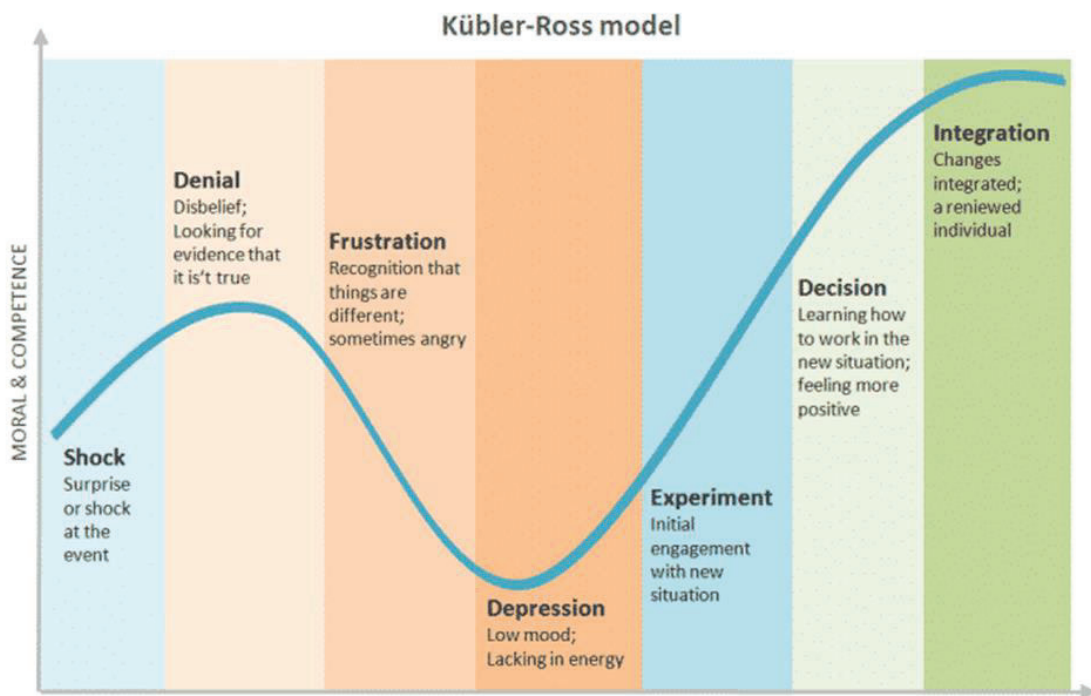 Kübler-Ross model
MORAL & COMPETENCE
Shock
Surprise
or shock
at the
event
Denial
Disbelief;
Looking for
evidence that
it is't true
Frustration
Recognition that
things are
different;
sometimes angry
Depression
Low mood;
Lacking in energy
Experiment
Initial
engagement
with new
situation
Decision
Learning how
to work in the
new situation;
feeling more
positive
Integration
Changes
integrated;
a reniewed
individual